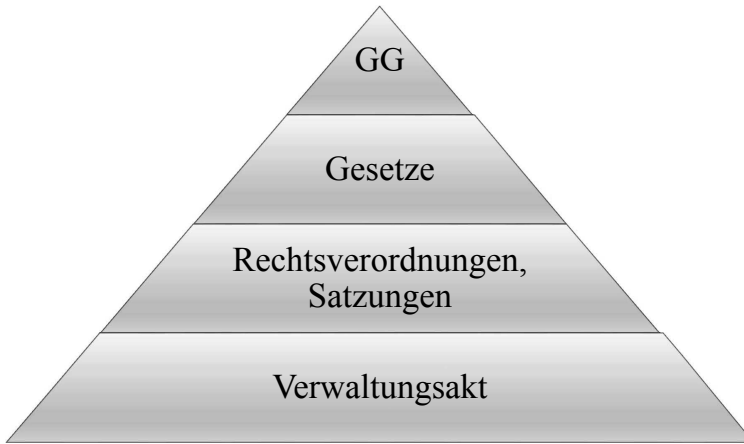 GG
Gesetze
Rechtsverordnungen,
Satzungen
Verwaltungsakt